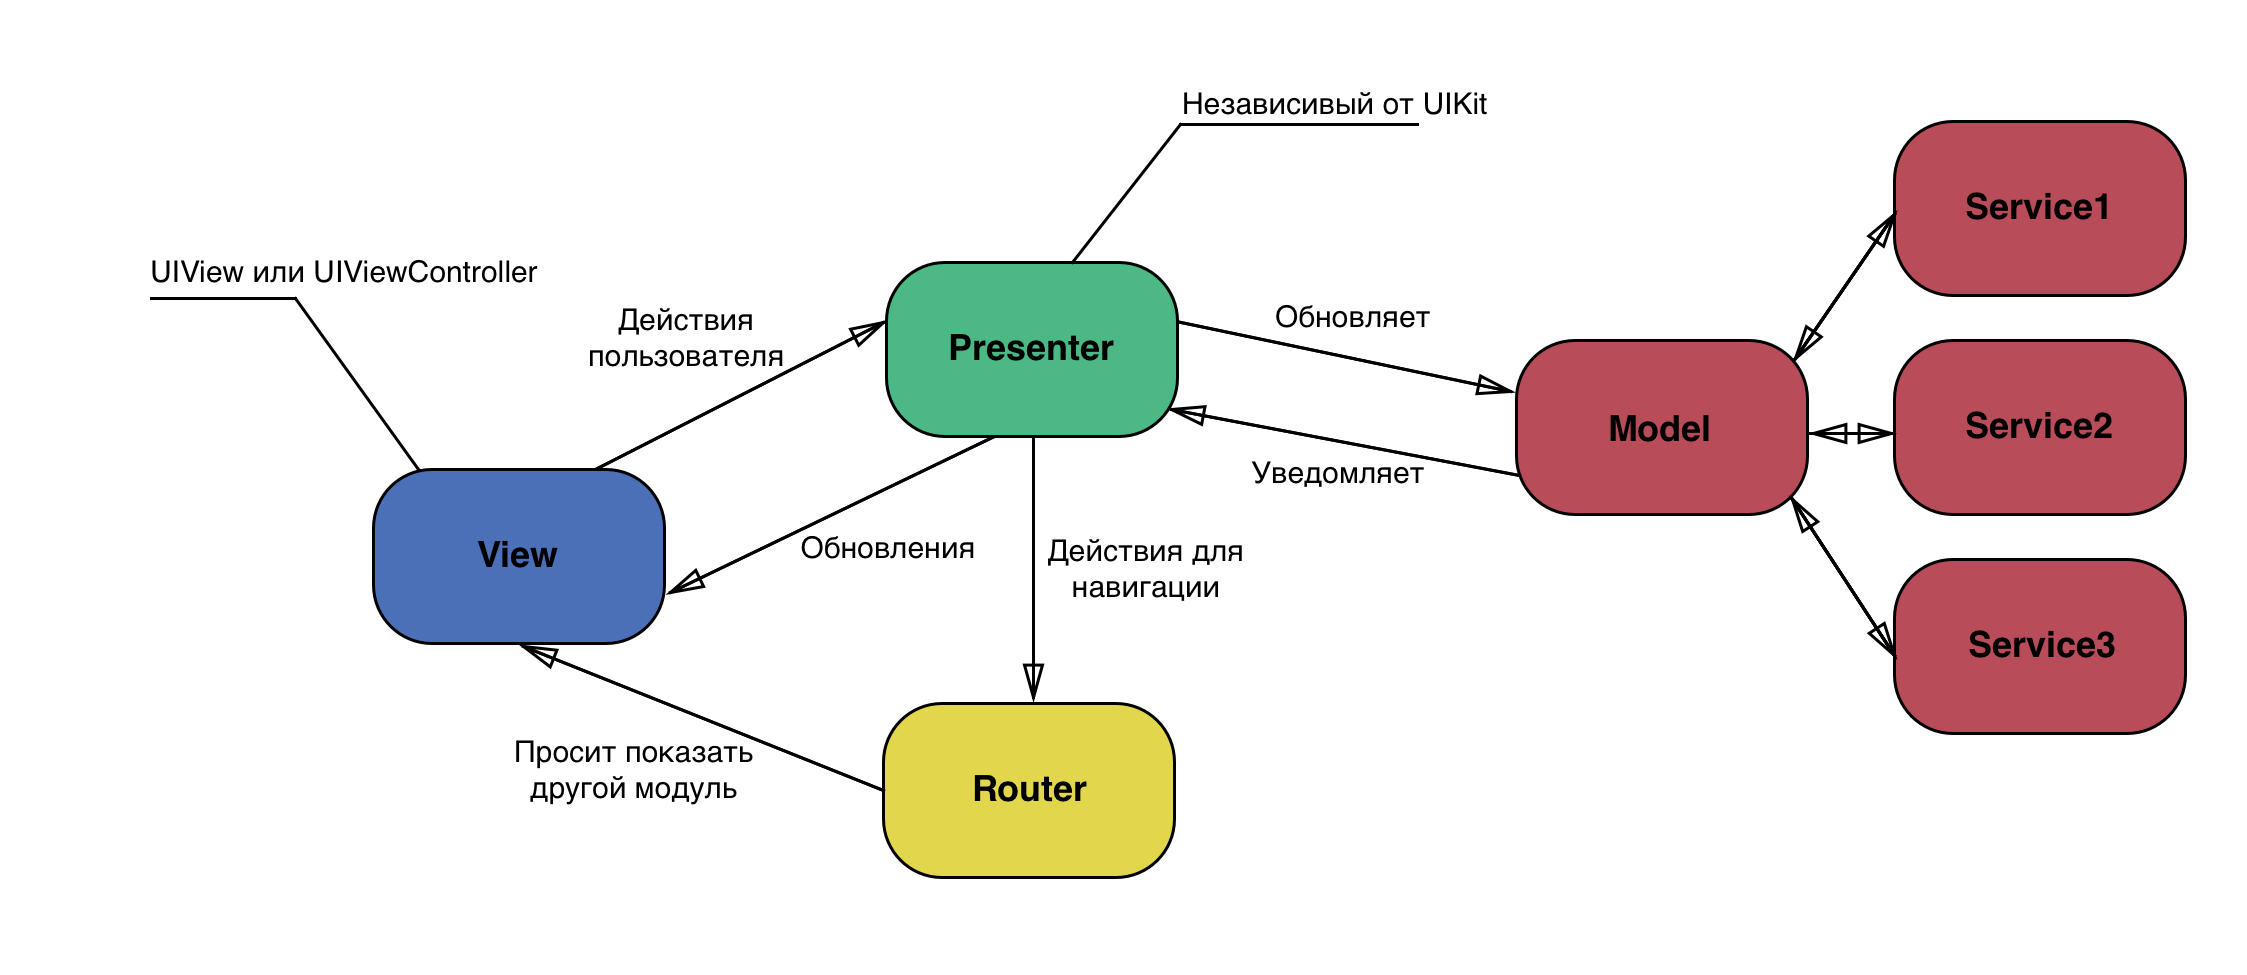 Независивый от UIKit
UIView или UIViewController
Действия
пользователя
Presenter
Обновляет
Service1
Model
Service2
Уведомляет
View
Обновления
Действия для
навигации
Service3
Просит показать
другой модуль
Router